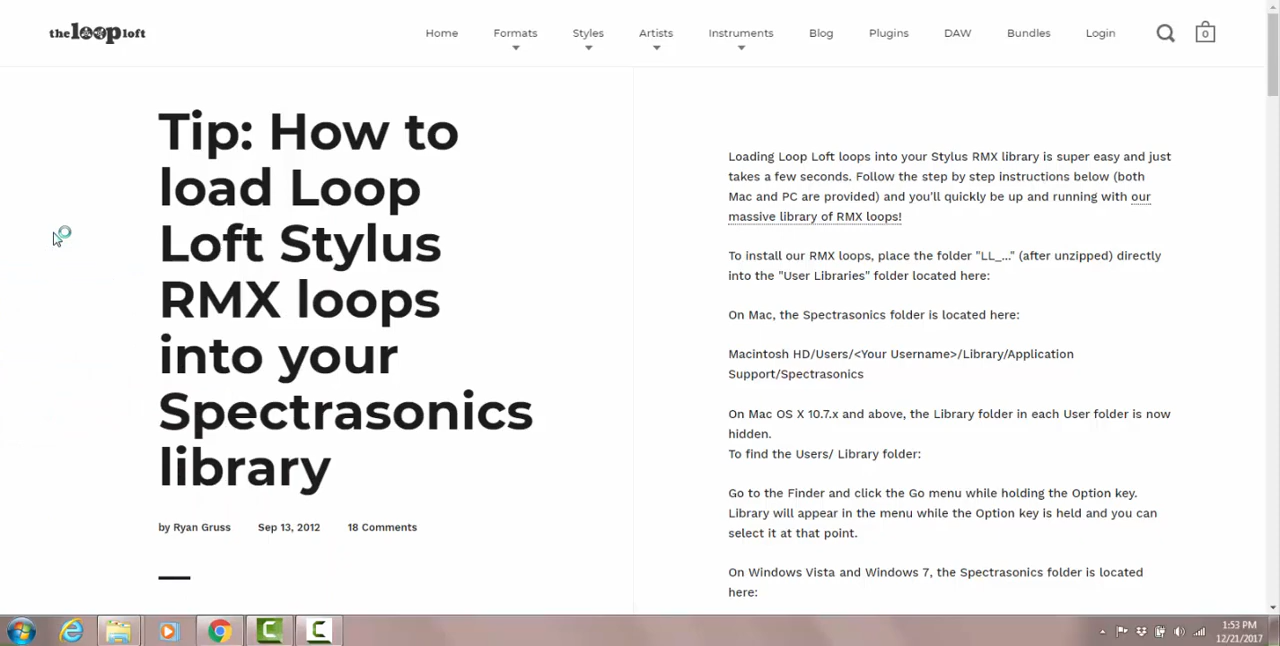 the loop loft
Home
Formats
Styles
Artists
Instruments
Blog
Plugins
DAW
Bundles
Login
0
Tip: How to
load Loop
Loft Stylus
RMX loops
into your
Spectrasonics
library
by Ryan Gruss
Sep 13, 2012
18 Comments
Loading Loop Loft loops into your Stylus RMX library is super easy and just
takes a few seconds. Follow the step by step instructions below (both
Mac and PC are provided) and you'll quickly be up and running with our
massive library of RMX loops!
To install our RMX loops, place the folder "LL_..." (after unzipped) directly
into the "User Libraries" folder located here:
On Mac, the Spectrasonics folder is located here:
Macintosh HD/Users/<Your Username>/Library/Application
Support/Spectrasonics
On Mac OS X 10.7.x and above, the Library folder in each User folder is now
hidden.
To find the Users/ Library folder:
Go to the Finder and click the Go menu while holding the Option key.
Library will appear in the menu while the Option key is held and you can
select it at that point.
On Windows Vista and Windows 7, the Spectrasonics folder is located
here:
1:53 PM
12/21/2017